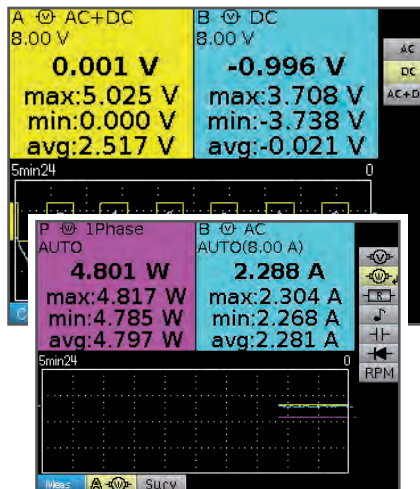 A V AC+DC
8.00 V
0.001 V
max:5.025 V
min:0.000 V
avg:2.517 V
B V DC
8.00 V
-0.996 V
max:3.708 V
min:-3.738 V
avg:-0.021 V
AC
DC
AC+D
5min24 0
P W 1Phase
AUTO
4.801 W
max:4.817 W
min:4.785 W
avg:4.797 W
B V AC
AUTO(8.00 A)
2.288 A
max:2.304 A
min:2.268 A
avg:2.281 A
V
W
R
RPM
5min24 0
Meas A W Surv